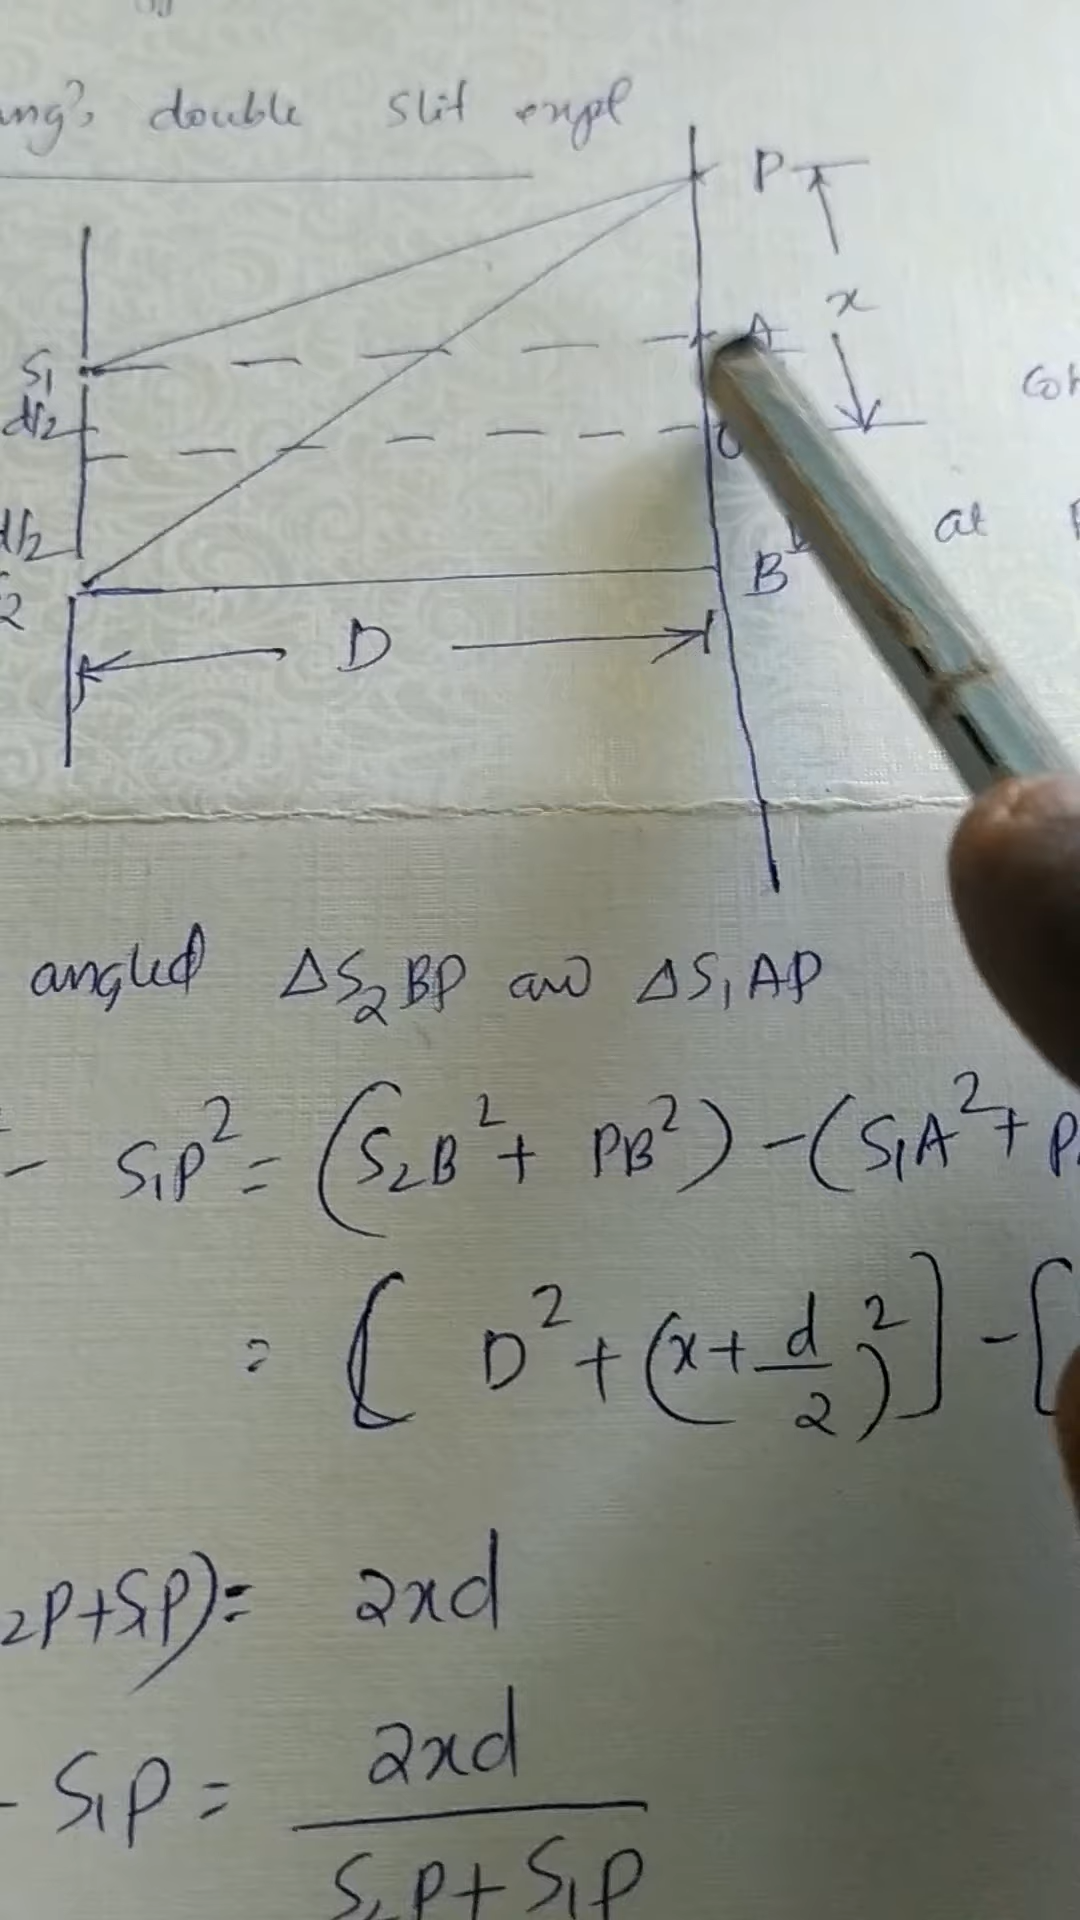 double slit expt
P
x
A
S₁
d/2
O
d/2
at
B
2
D
angled ΔS₂BP and ΔS₁AP
- S₁P² = (S₂B² + PB²) - (S₁A² + P
= [ D² + (x + d/2)² ] - [
₂P+S₁P) = 2xd
- S₁P = 2xd / S₂P + S₁P